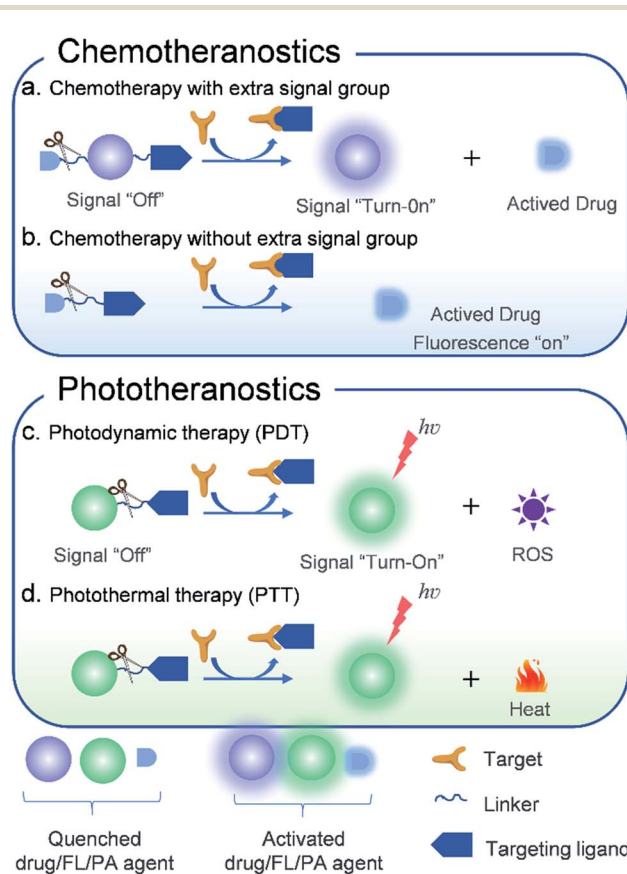 Chemotheranostics
a. Chemotherapy with extra signal group
Signal "Off"
Signal "Turn-0n"
+
Actived Drug
b. Chemotherapy without extra signal group
Actived Drug
Fluorescence "on"
Phototheranostics
c. Photodynamic therapy (PDT)
hv
Signal "Off"
Signal "Turn-On"
+
ROS
d. Photothermal therapy (PTT)
hv
+
Heat
Quenched
drug/FL/PA agent
Activated
drug/FL/PA agent
Target
Linker
Targeting ligand